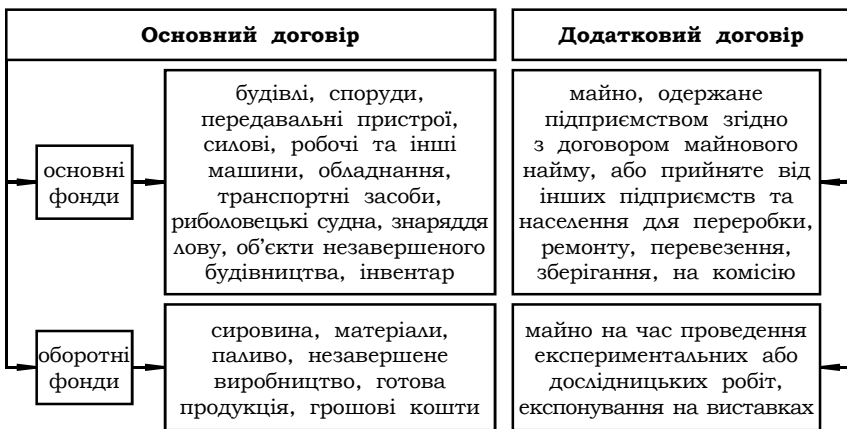 Основний договір
Додатковий договір
основні
фонди
будівлі, споруди,
передавальні пристрої,
силові, робочі та інші
машини, обладнання,
транспортні засоби,
риболовецькі судна, знаряддя
лову, об’єкти незавершеного
будівництва, інвентар
майно, одержане
підприємством згідно
з договором майнового
найму, або прийняте від
інших підприємств та
населення для переробки,
ремонту, перевезення,
зберігання, на комісію
оборотні
фонди
сировина, матеріали,
паливо, незавершене
виробництво, готова
продукція, грошові кошти
майно на час проведення
експериментальних або
дослідницьких робіт,
експонування на виставках